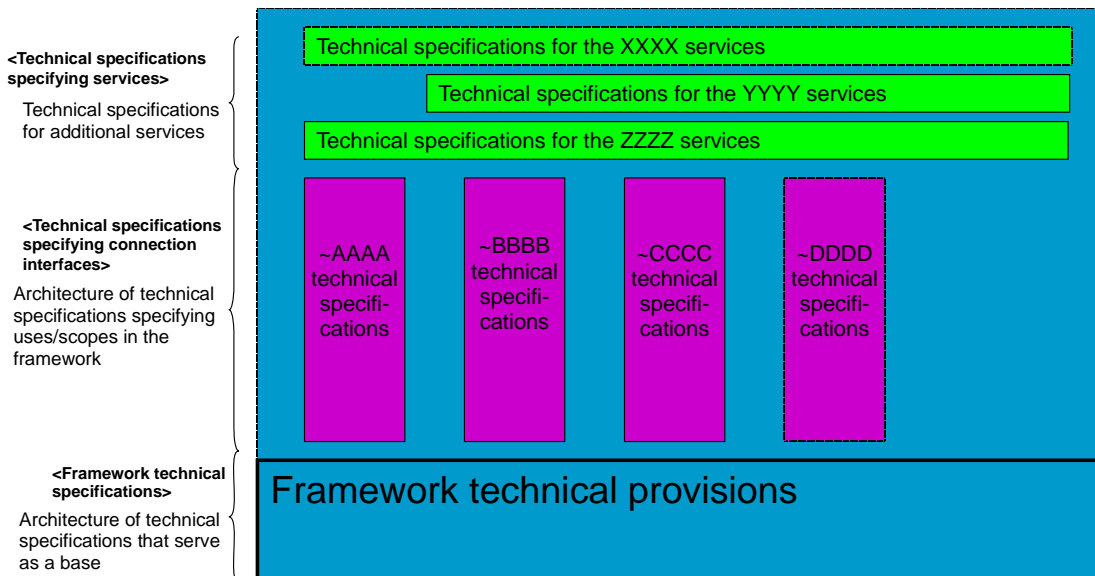 <Technical specifications
specifying services>
Technical specifications
for additional services
Technical specifications for the XXXX services
Technical specifications for the YYYY services
Technical specifications for the ZZZZ services
<Technical specifications
specifying connection
interfaces>
Architecture of technical
specifications specifying
uses/scopes in the
framework
~AAAA
technical
specifi-
cations
~BBBB
technical
specifi-
cations
~CCCC
technical
specifi-
cations
~DDDD
technical
specifi-
cations
<Framework technical
specifications>
Architecture of technical
specifications that serve
as a base
Framework technical provisions